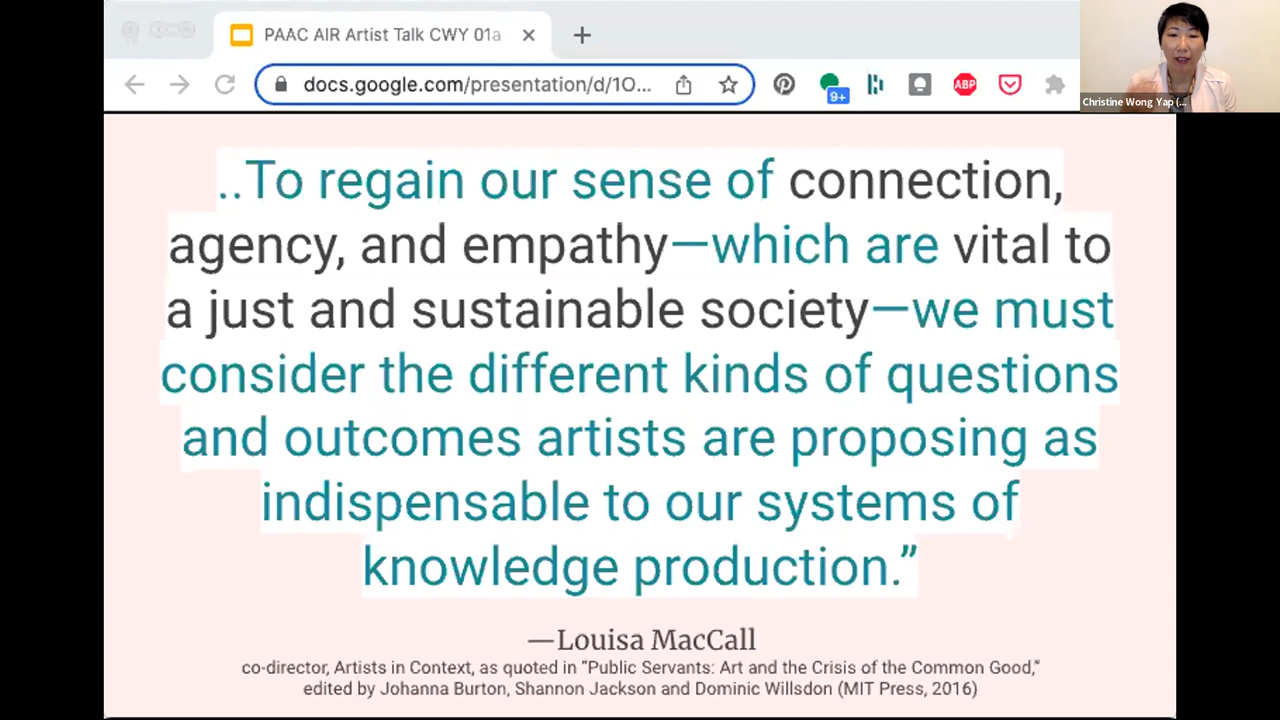 PAAC AIR Artist Talk CWY 01a
docs.google.com/presentation/d/1O...
9+
ABP
Christine Wong Yap (...
..To regain our sense of connection,
agency, and empathy—which are vital to
a just and sustainable society—we must
consider the different kinds of questions
and outcomes artists are proposing as
indispensable to our systems of
knowledge production.”
—Louisa MacCall
co-director, Artists in Context, as quoted in “Public Servants: Art and the Crisis of the Common Good,”
edited by Johanna Burton, Shannon Jackson and Dominic Willsdon (MIT Press, 2016)